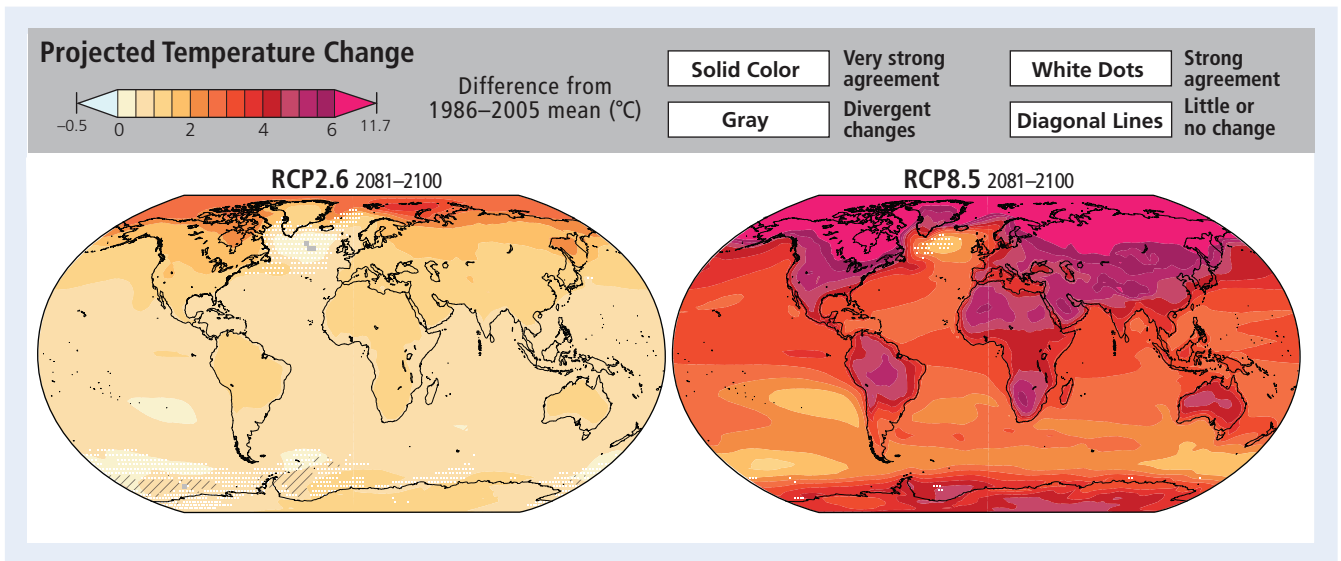 Projected Temperature Change
−0.5 0 2 4 6 11.7
Difference from
1986–2005 mean (°C)
Solid Color
Very strong
agreement
White Dots
Strong
agreement
Gray
Divergent
changes
Diagonal Lines
Little or
no change
RCP2.6 2081–2100
RCP8.5 2081–2100